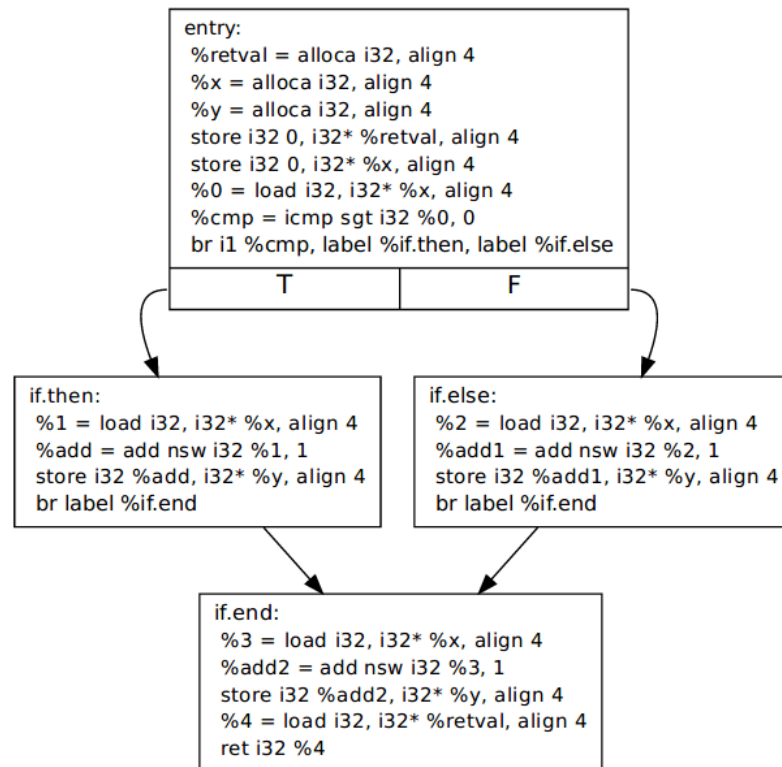 entry:
%retval = alloca i32, align 4
%x = alloca i32, align 4
%y = alloca i32, align 4
store i32 0, i32* %retval, align 4
store i32 0, i32* %x, align 4
%0 = load i32, i32* %x, align 4
%cmp = icmp sgt i32 %0, 0
br i1 %cmp, label %if.then, label %if.else
T
F
if.then:
%1 = load i32, i32* %x, align 4
%add = add nsw i32 %1, 1
store i32 %add, i32* %y, align 4
br label %if.end
if.else:
%2 = load i32, i32* %x, align 4
%add1 = add nsw i32 %2, 1
store i32 %add1, i32* %y, align 4
br label %if.end
if.end:
%3 = load i32, i32* %x, align 4
%add2 = add nsw i32 %3, 1
store i32 %add2, i32* %y, align 4
%4 = load i32, i32* %retval, align 4
ret i32 %4